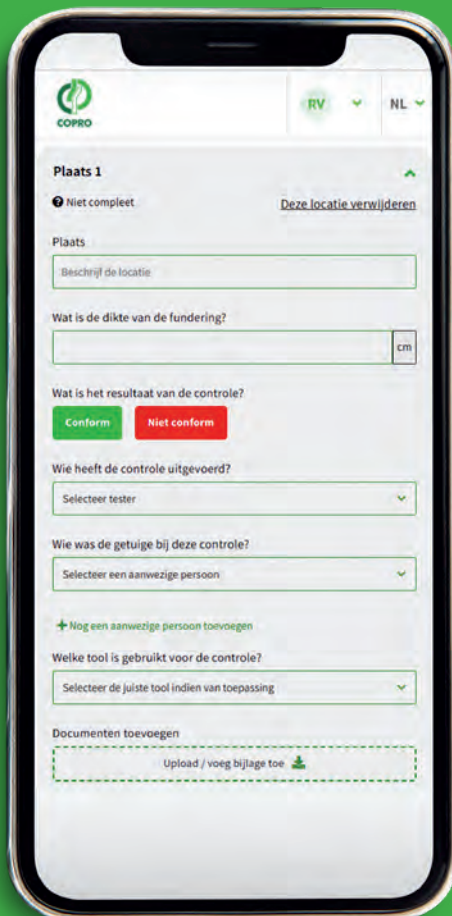 COPRO
RV
NL
Plaats 1
Niet compleet
Deze locatie verwijderen
Plaats
Beschrijf de locatie
Wat is de dikte van de fundering?
cm
Wat is het resultaat van de controle?
Conform
Niet conform
Wie heeft de controle uitgevoerd?
Selecteer tester
Wie was de getuige bij deze controle?
Selecteer een aanwezige persoon
+Nog een aanwezige persoon toevoegen
Welke tool is gebruikt voor de controle?
Selecteer de juiste tool indien van toepassing
Documenten toevoegen
Upload / voeg bijlage toe